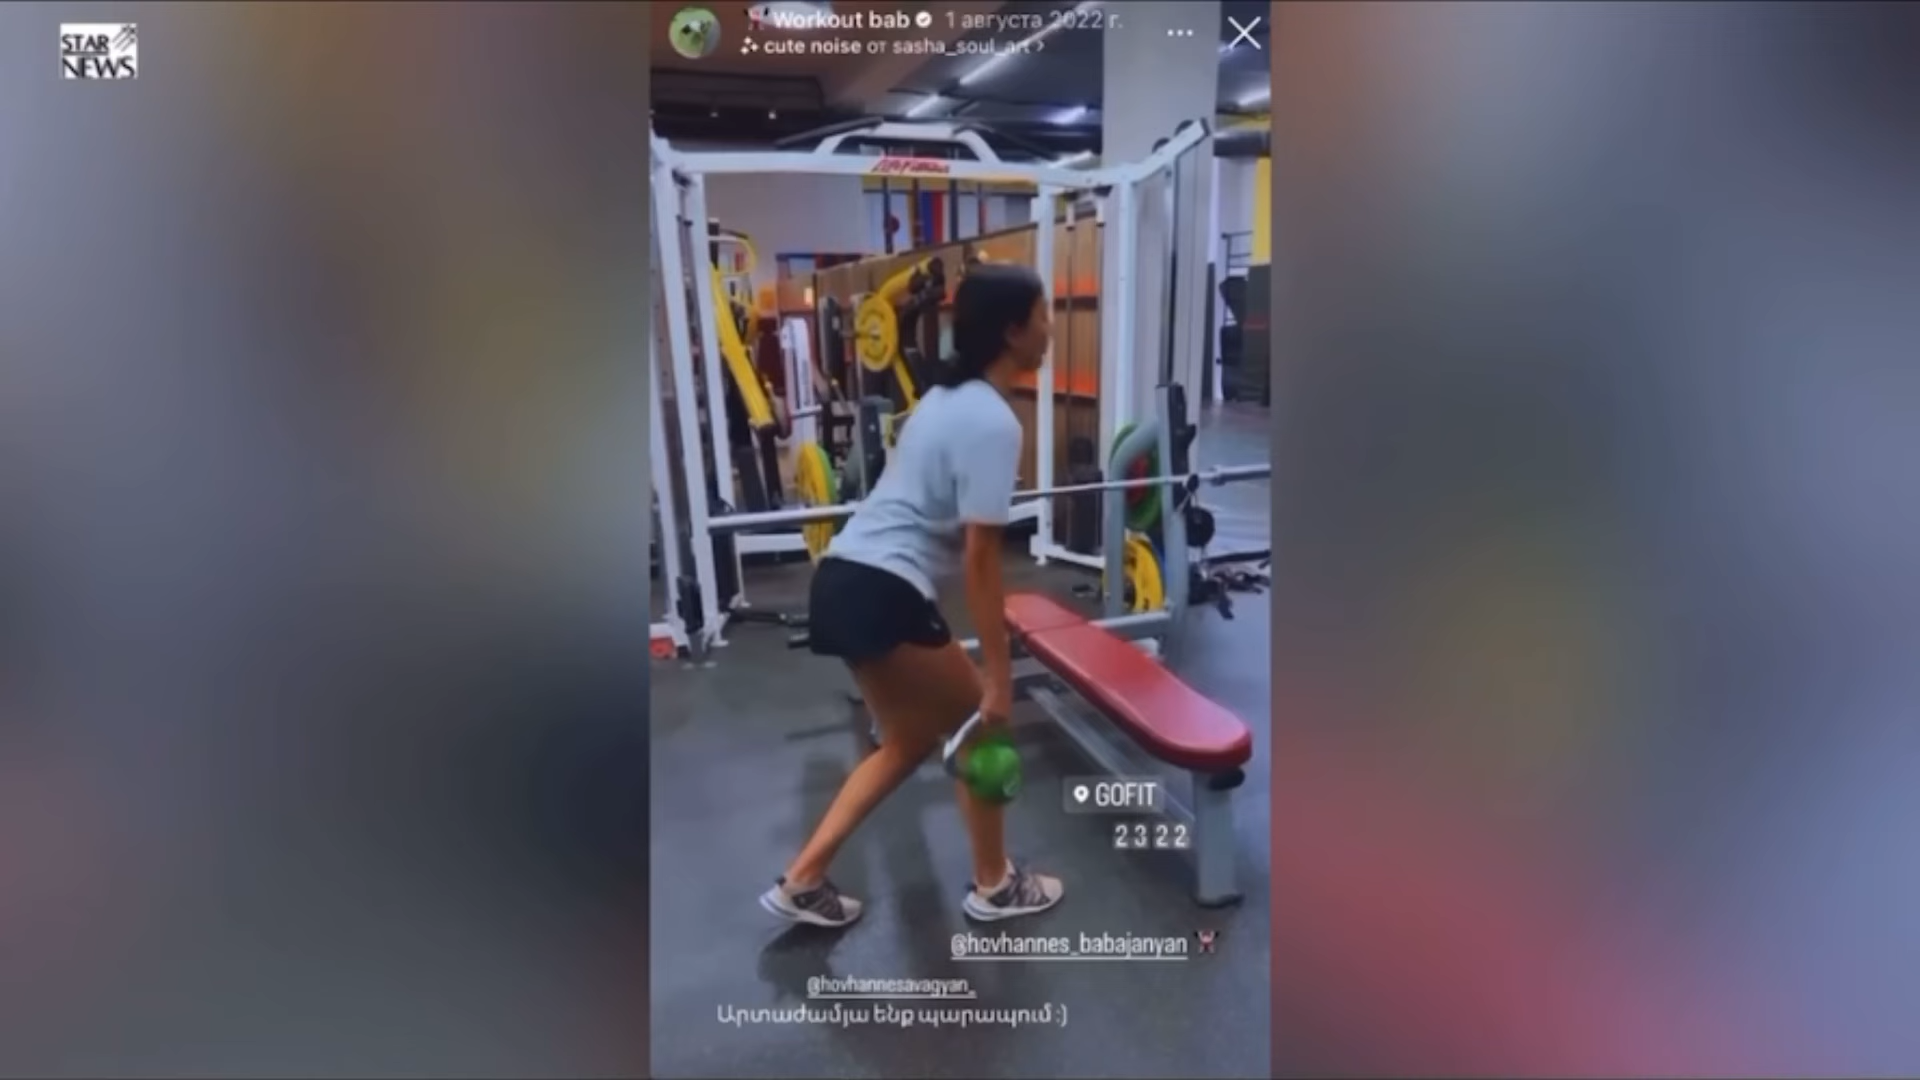 STAR
NEWS
Workout bab 1 августа 2022 г.
cute noise от sasha_soul_art >
GOFIT
23 22
@hovhannes_babajanyan
@hovhannesavagyan_
Արտաժամյա ենք պարապում :)